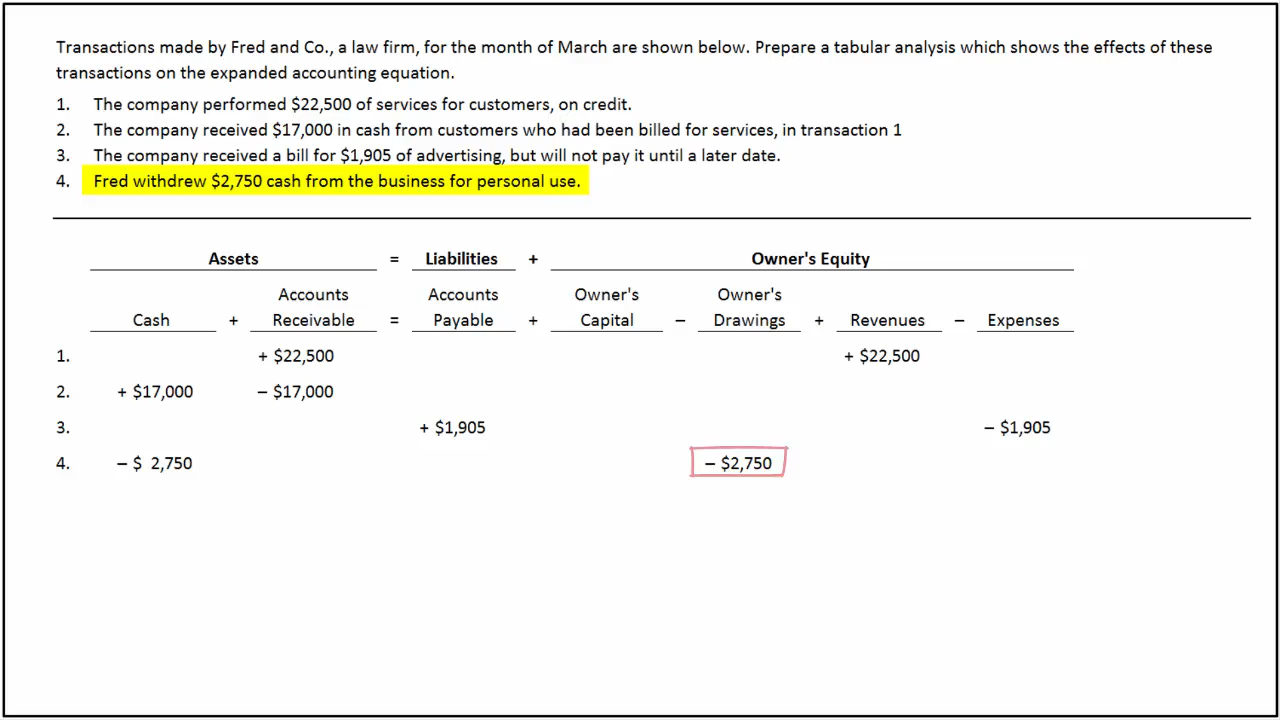 Transactions made by Fred and Co., a law firm, for the month of March are shown below. Prepare a tabular analysis which shows the effects of these
transactions on the expanded accounting equation.
1. The company performed $22,500 of services for customers, on credit.
2. The company received $17,000 in cash from customers who had been billed for services, in transaction 1
3. The company received a bill for $1,905 of advertising, but will not pay it until a later date.
4. Fred withdrew $2,750 cash from the business for personal use.
Assets = Liabilities + Owner's Equity
Accounts Accounts Owner's Owner's
Cash + Receivable = Payable + Capital – Drawings + Revenues – Expenses
1. + $22,500 + $22,500
2. + $17,000 – $17,000
3. + $1,905 – $1,905
4. – $ 2,750 – $2,750